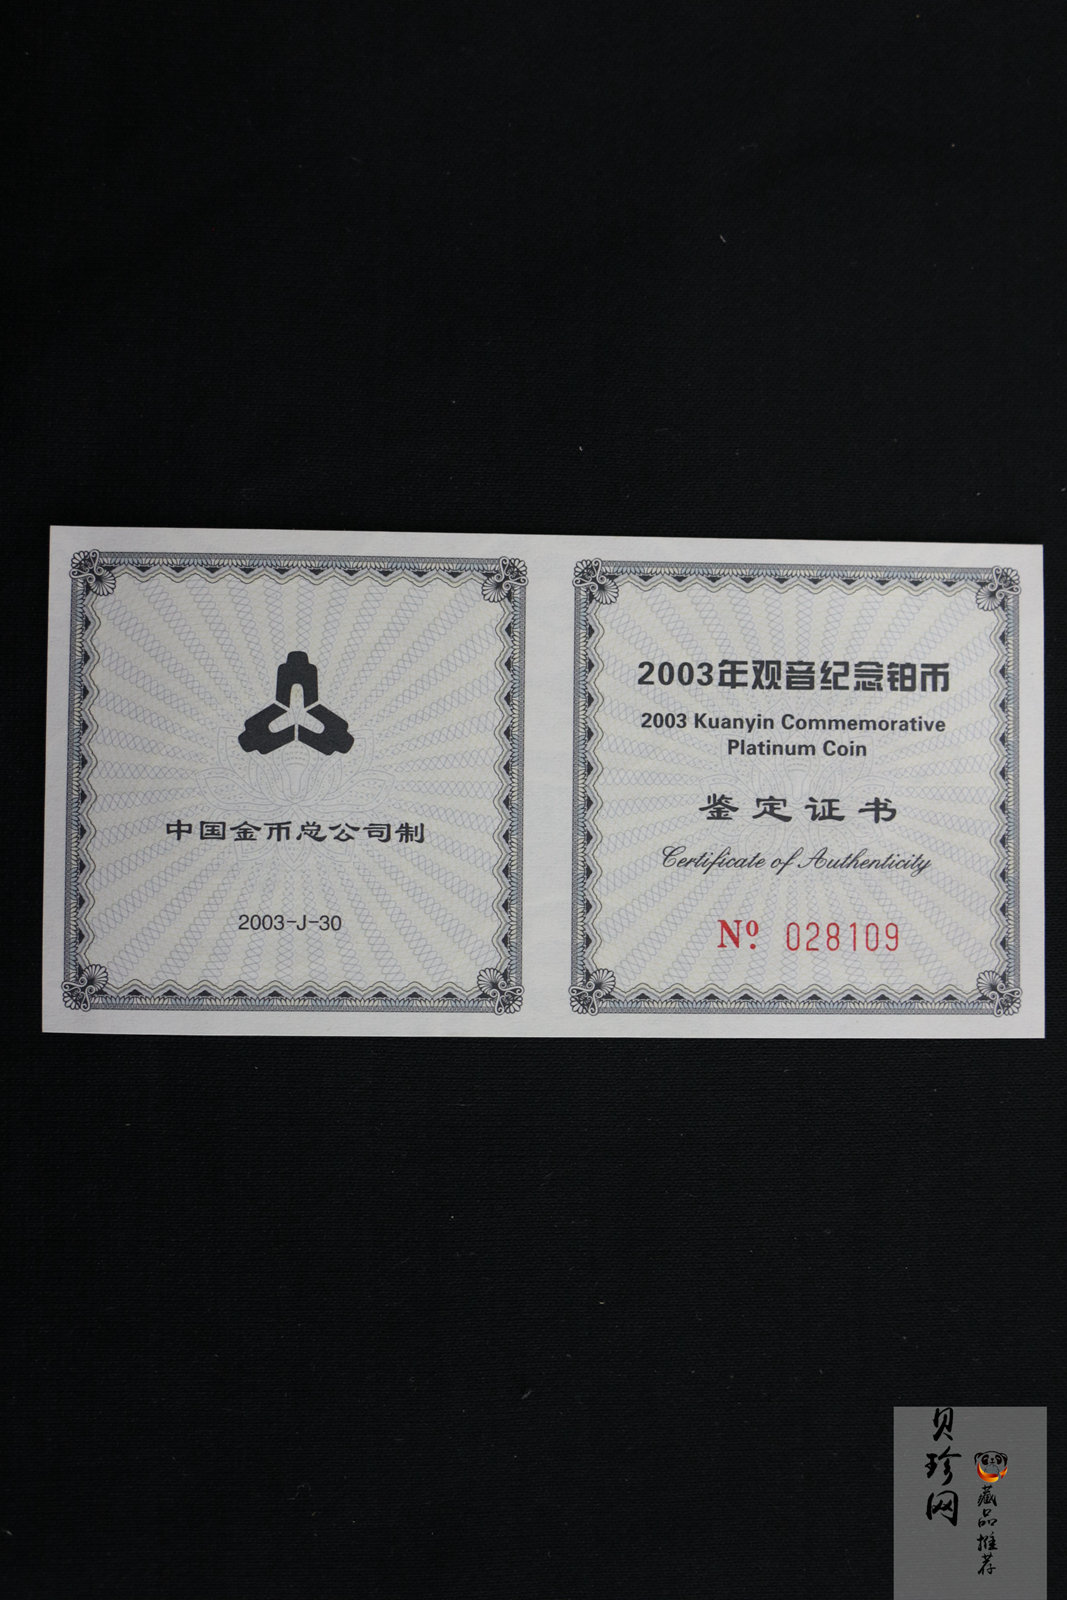 中国金币总公司制
2003-J-30
2003年观音纪念铂币
2003 Kuanyin Commemorative
Platinum Coin
鉴定证书
Certificate of Authenticity
Nº 028109
贝珍网
藏品推荐